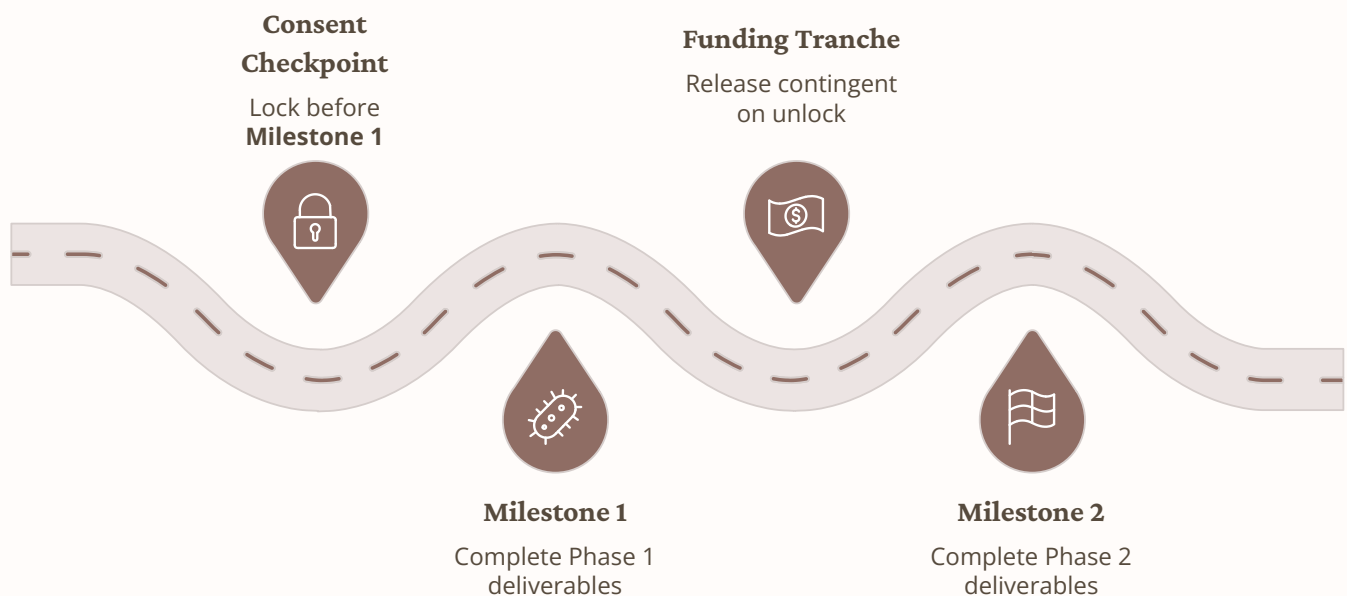 Consent
Checkpoint
Lock before
Milestone 1
Funding Tranche
Release contingent
on unlock
$
Milestone 1
Complete Phase 1
deliverables
Milestone 2
Complete Phase 2
deliverables